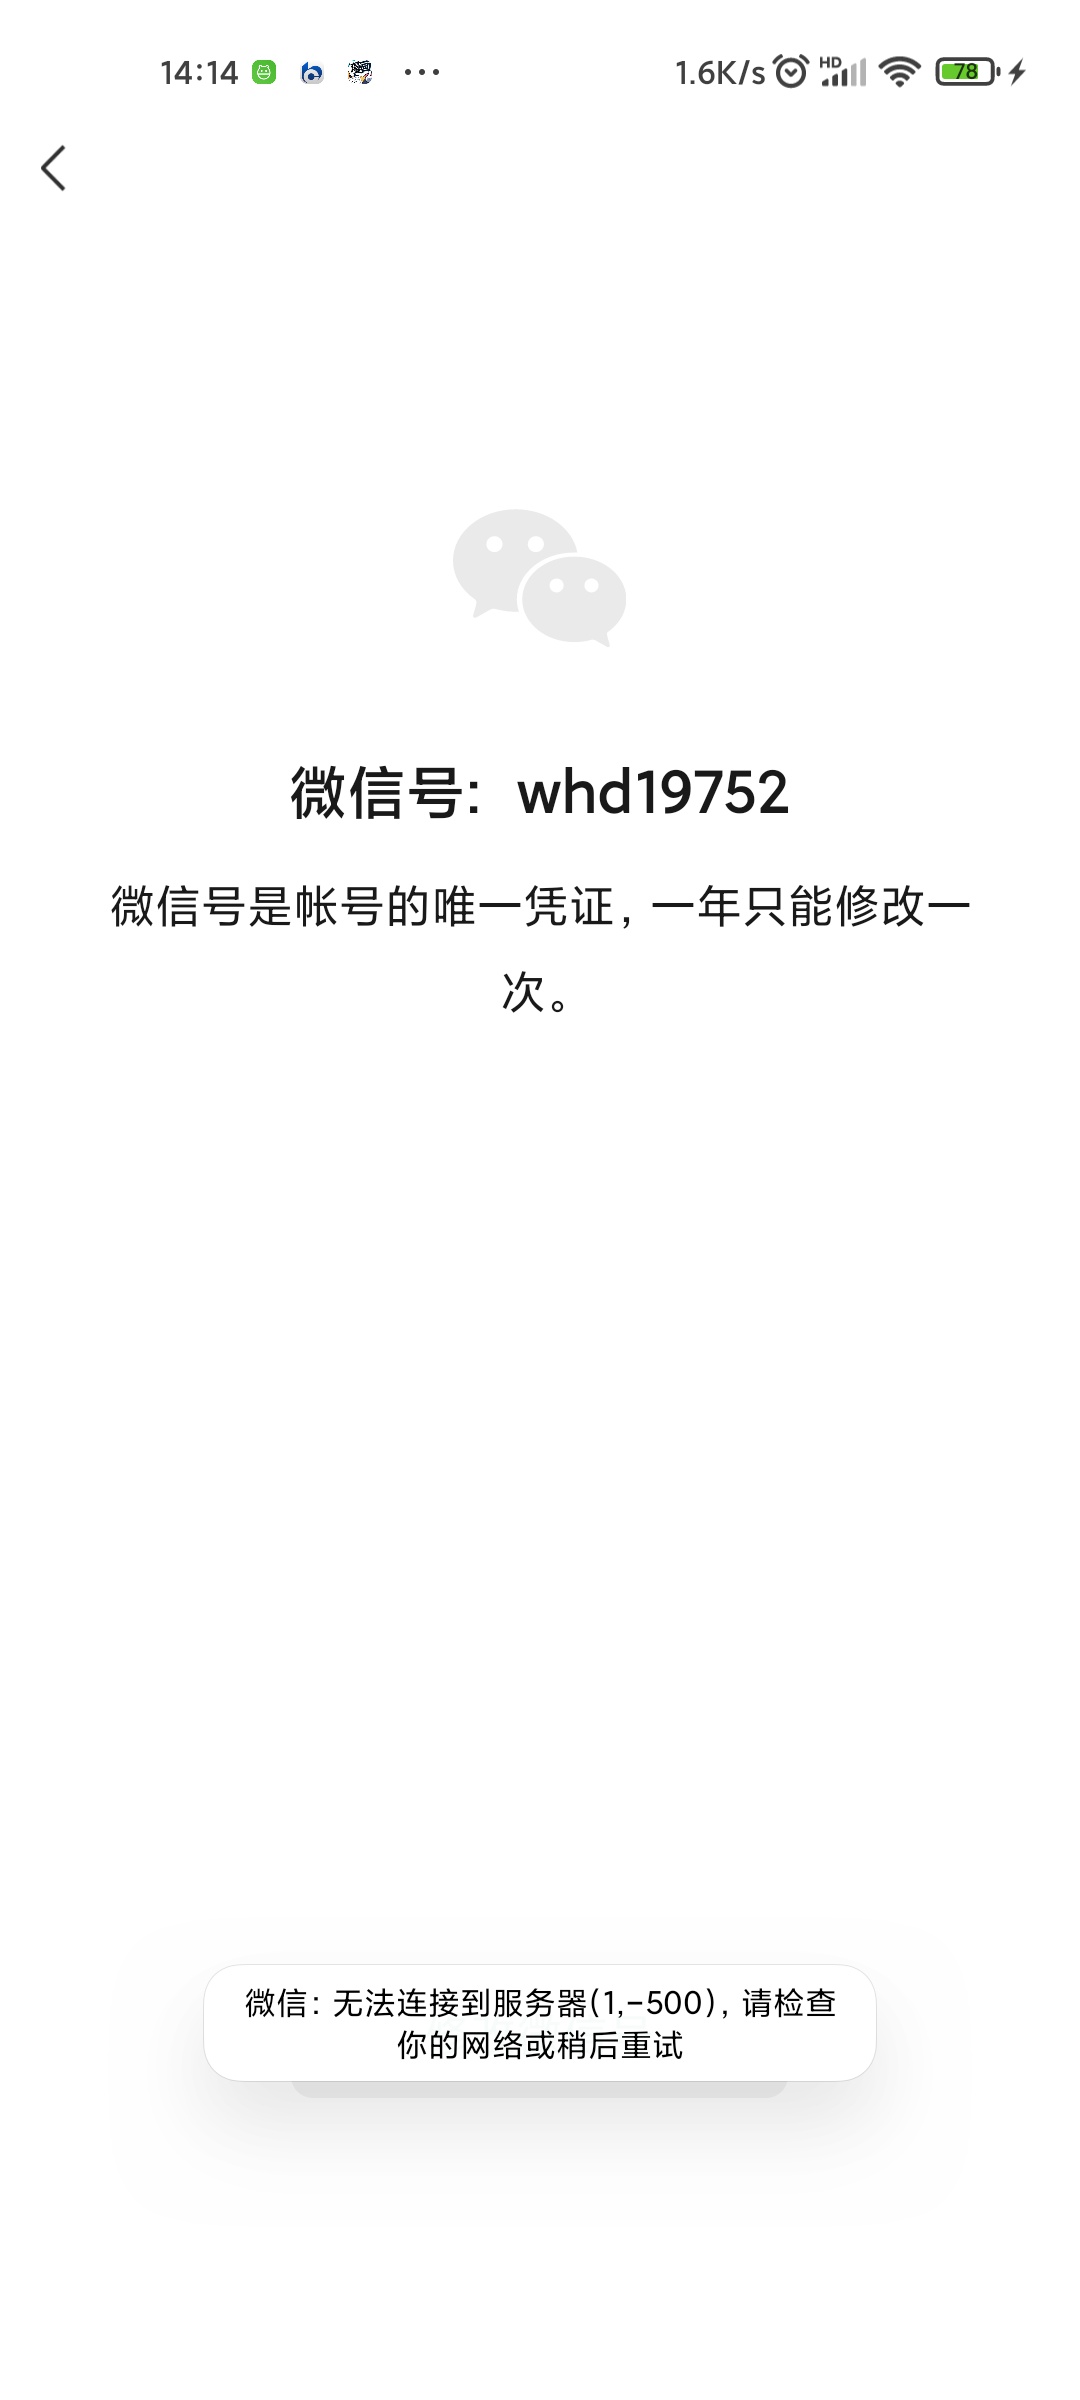 14:14 ··· 1.6K/s HD 78
微信号：whd19752
微信号是帐号的唯一凭证，一年只能修改一
次。
微信：无法连接到服务器(1,-500)，请检查
你的网络或稍后重试